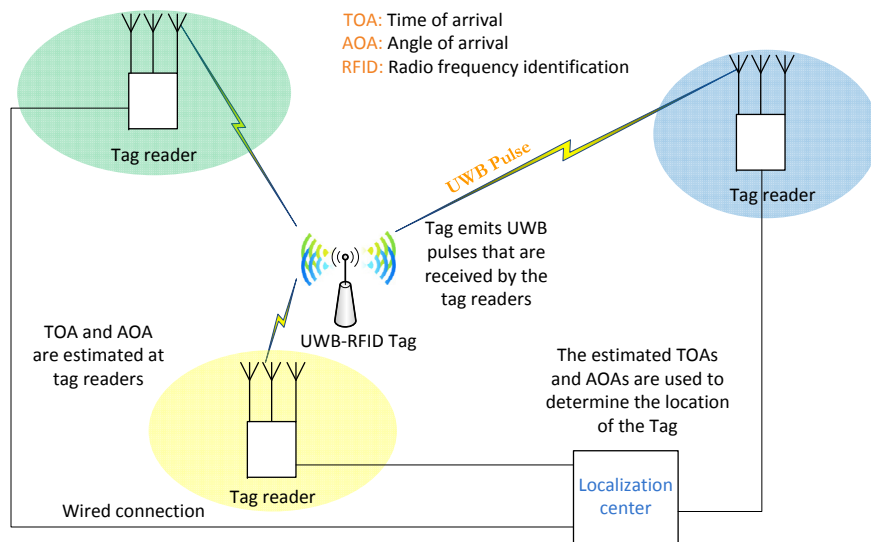 TOA: Time of arrival
AOA: Angle of arrival
RFID: Radio frequency identification
Tag reader
UWB Pulse
Tag reader
Tag emits UWB
pulses that are
received by the
tag readers
UWB-RFID Tag
TOA and AOA
are estimated at
tag readers
The estimated TOAs
and AOAs are used to
determine the location
of the Tag
Tag reader
Localization
center
Wired connection